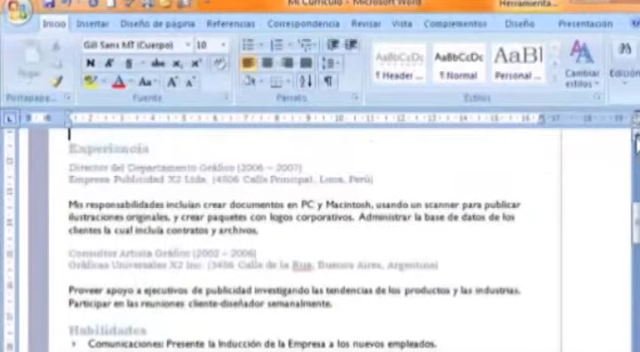 Mi Currículo - Microsoft Word
Herramienta...
Inicio Insertar Diseño de página Referencias Correspondencia Revisar Vista Complementos Diseño Presentación
Gill Sans MT (Cuerpo) 10
AaBbCcDc AaBbCcDc AaBl
¶ Header ... ¶ Normal Personal ...
Cambiar estilos Edición
Portapape... Fuente Párrafo Estilos
Experiencia
Director del Departamento Gráfico (2006 – 2007)
Empresa Publicidad X2 Ltda. (4506 Calle Principal, Perú)
Mis responsabilidades incluían crear documentos en PC y Macintosh, usando un scanner para publicar
ilustraciones originales, y crear paquetes con logos corporativos. Administrar la base de datos de los
clientes la cual incluía contratos y archivos.
Consultor Artista Gráfico (2002 – 2006)
Gráficas Universales X2 Inc. (3456 Calle de la Rua, Buenos Aires, Argentina)
Proveer apoyo a ejecutivos de publicidad investigando las tendencias de los productos y las industrias.
Participar en las reuniones cliente-diseñador semanalmente.
Habilidades
Comunicaciones: Presente la Inducción de la Empresa a los nuevos empleados.